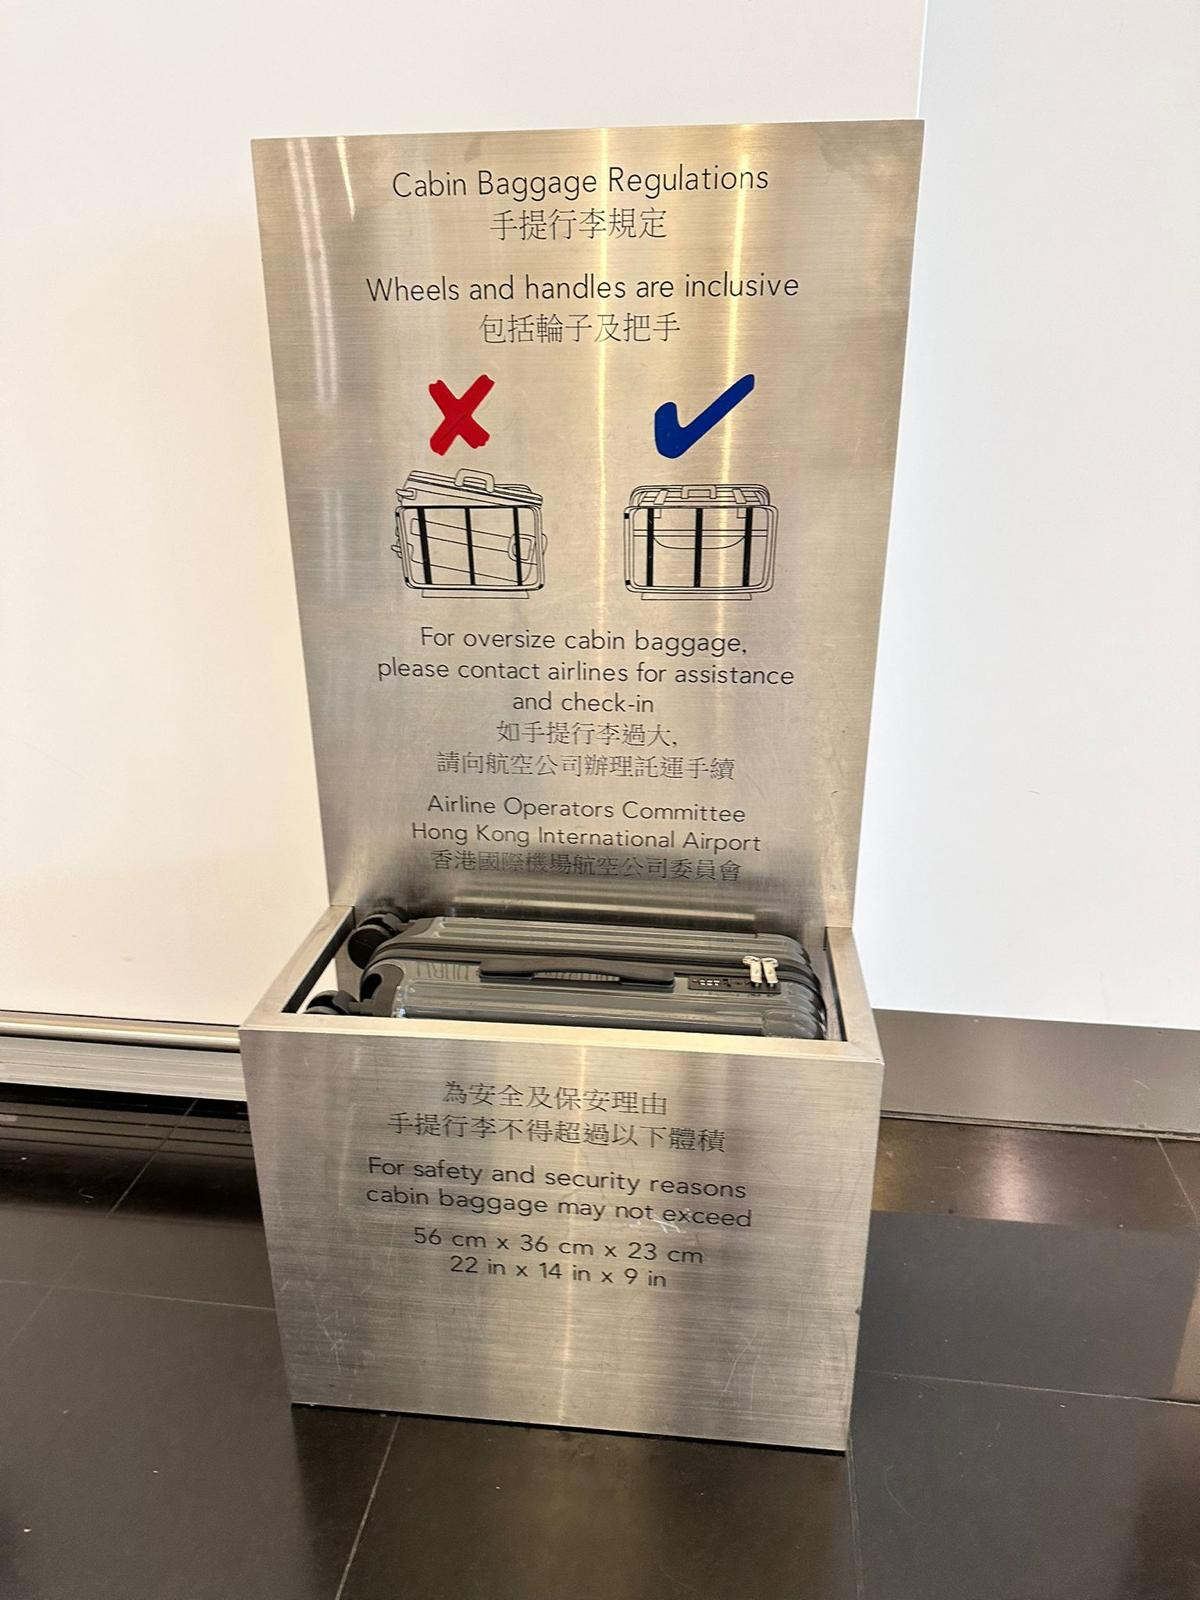 Cabin Baggage Regulations
手提行李規定
Wheels and handles are inclusive
包括輪子及把手
For oversize cabin baggage,
please contact airlines for assistance
and check-in
如手提行李過大,
請向航空公司辦理託運手續
Airline Operators Committee
Hong Kong International Airport
香港國際機場航空公司委員會
為安全及保安理由
手提行李不得超過以下體積
For safety and security reasons
cabin baggage may not exceed
56 cm x 36 cm x 23 cm
22 in x 14 in x 9 in